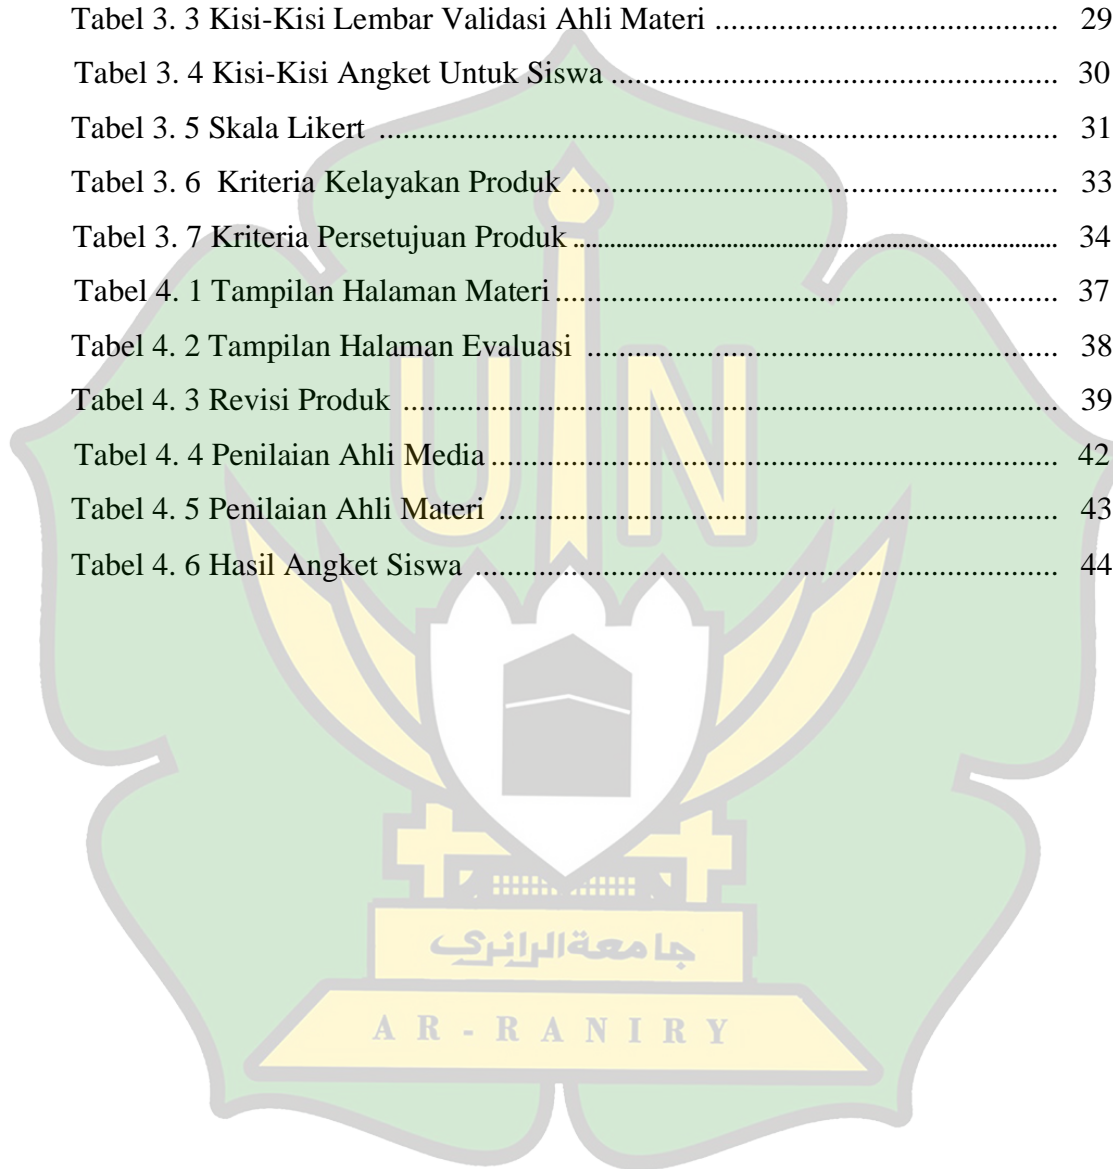 Tabel 3. 3 Kisi-Kisi Lembar Validasi Ahli Materi ........................................................ 29
Tabel 3. 4 Kisi-Kisi Angket Untuk Siswa ........................................................................ 30
Tabel 3. 5 Skala Likert ........................................................................................................ 31
Tabel 3. 6  Kriteria Kelayakan Produk .............................................................................. 33
Tabel 3. 7 Kriteria Persetujuan Produk .............................................................................. 34
Tabel 4. 1 Tampilan Halaman Materi ................................................................................ 37
Tabel 4. 2 Tampilan Halaman Evaluasi ............................................................................ 38
Tabel 4. 3 Revisi Produk .................................................................................................... 39
Tabel 4. 4 Penilaian Ahli Media ........................................................................................ 42
Tabel 4. 5 Penilaian Ahli Materi ........................................................................................ 43
Tabel 4. 6 Hasil Angket Siswa .......................................................................................... 44
UIN
جامعة الرانري
AR-RANIRY